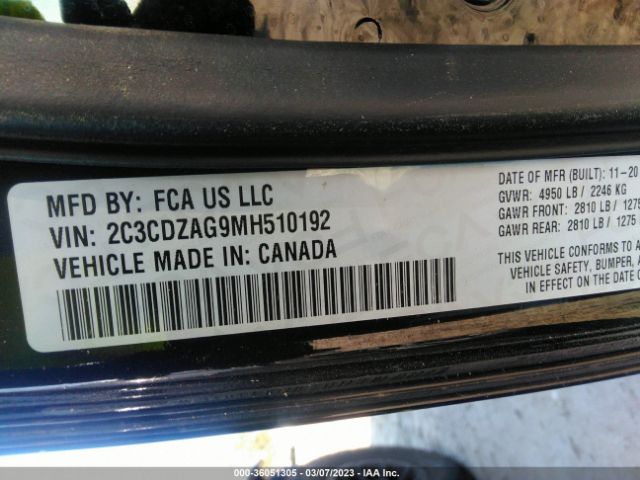 MFD BY: FCA US LLC
VIN: 2C3CDZAG9MH510192
VEHICLE MADE IN: CANADA
DATE OF MFR (BUILT): 11-20
GVWR: 4950 LB / 2246 KG
GAWR FRONT: 2810 LB / 1275
GAWR REAR: 2810 LB / 1275
THIS VEHICLE CONFORMS TO A
VEHICLE SAFETY, BUMPER, A
IN EFFECT ON THE DATE
000-36051305 - 03/07/2023 - IAA Inc.